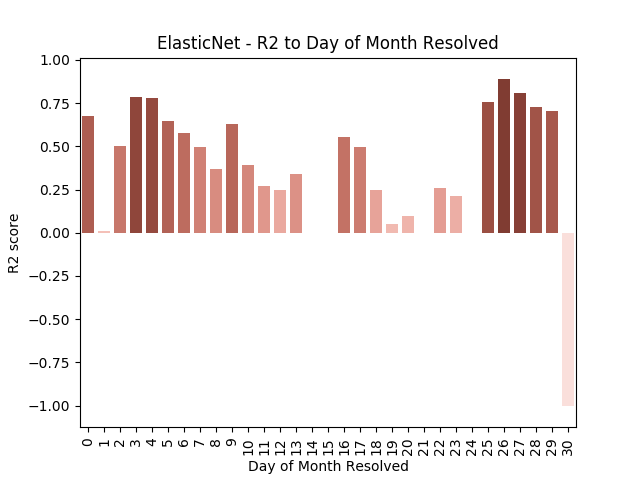 ElasticNet - R2 to Day of Month Resolved
1.00
0.75
0.50
0.25
0.00
−0.25
−0.50
−0.75
−1.00
R2 score
0 1 2 3 4 5 6 7 8 9 10 11 12 13 14 15 16 17 18 19 20 21 22 23 24 25 26 27 28 29 30
Day of Month Resolved